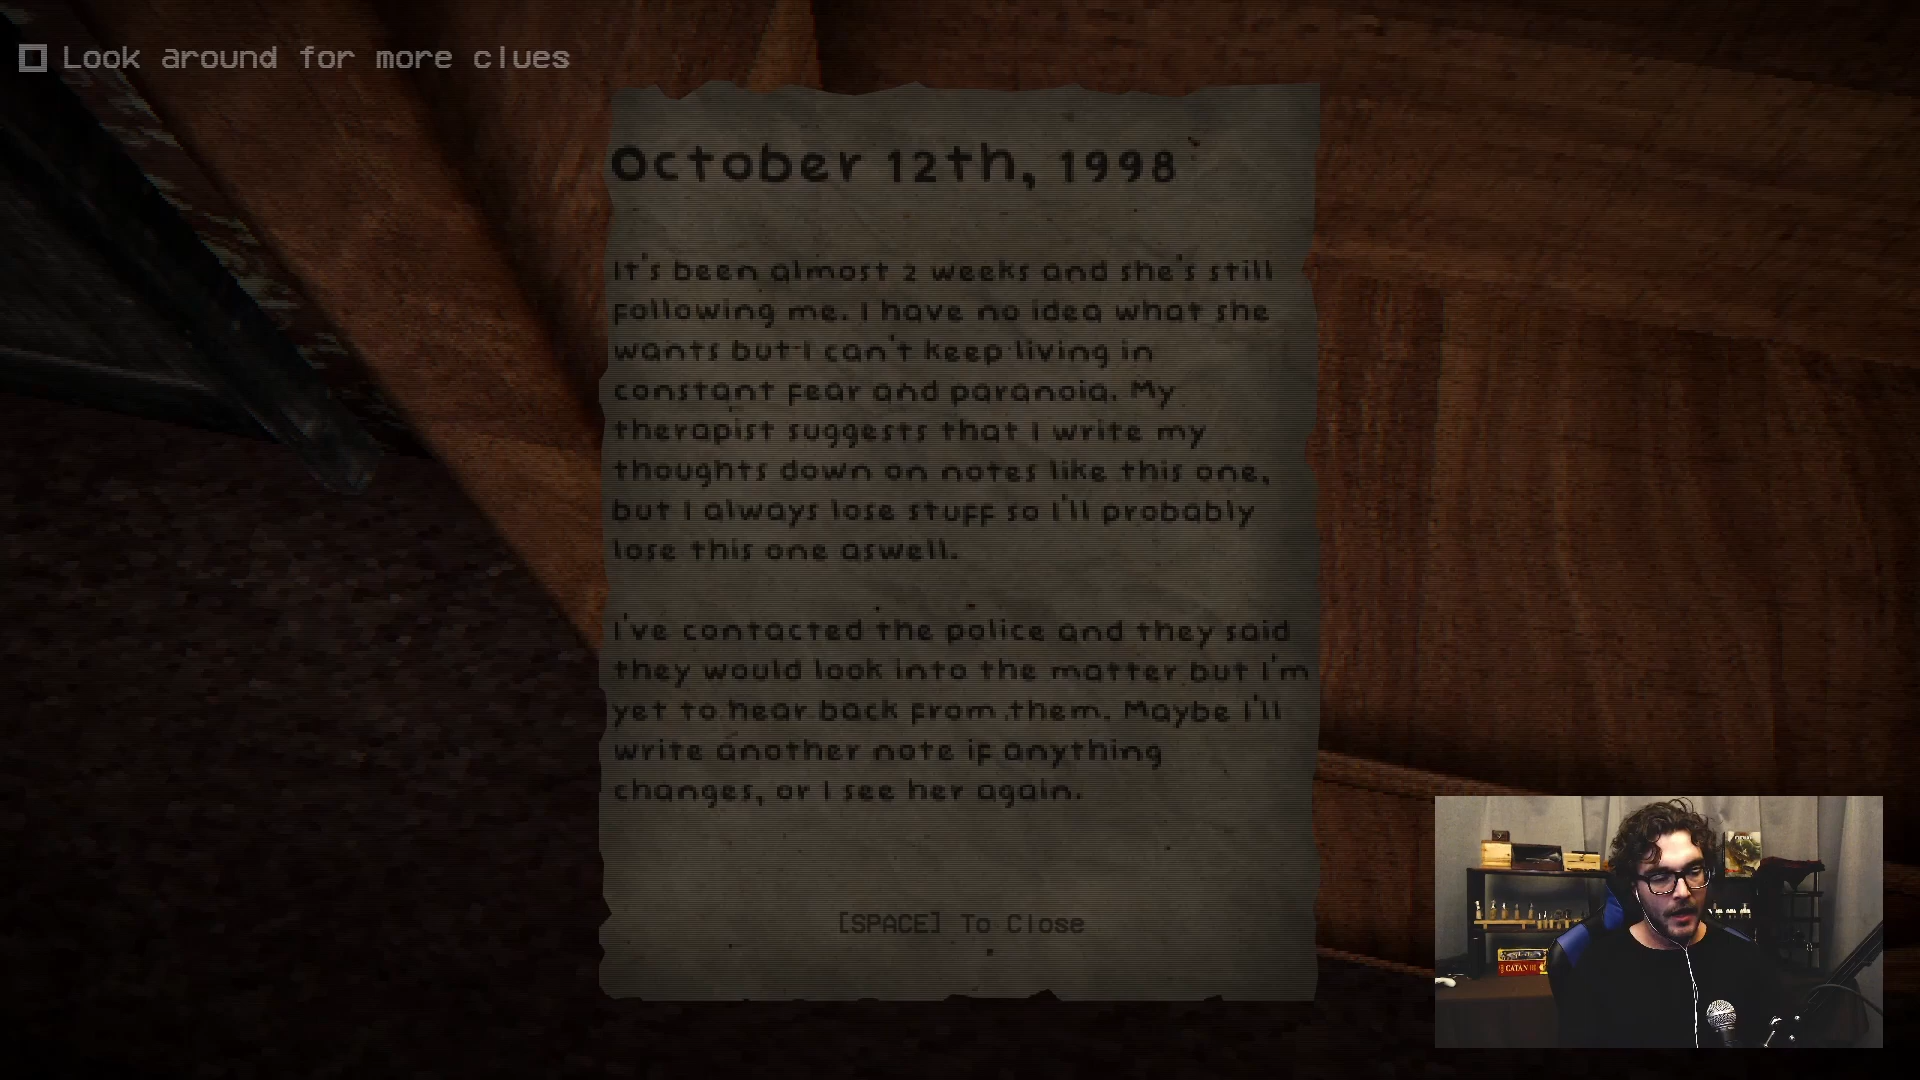 Look around for more clues
October 12th, 1998
It's been almost 2 weeks and she's still
following me. I have no idea what she
wants but I can't keep living in
constant fear and paranoia. My
therapist suggests that I write my
thoughts down on notes like this one,
but I always lose stuff so I'll probably
lose this one aswell.
I've contacted the police and they said
they would look into the matter but I'm
yet to hear back from them. Maybe I'll
write another note if anything
changes, or I see her again.
[SPACE] To Close
CATAN